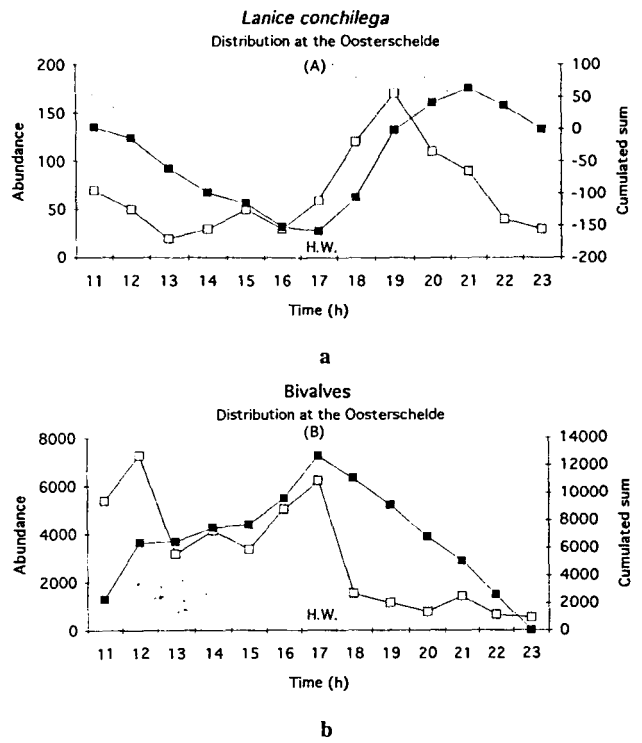 Lanice conchilega
Distribution at the Oosterschelde
(A)
200
150
100
50
0
Abundance
100
50
0
-50
-100
-150
-200
Cumulated sum
H.W.
11 12 13 14 15 16 17 18 19 20 21 22 23
Time (h)
a
Bivalves
Distribution at the Oosterschelde
(B)
8000
6000
4000
2000
0
Abundance
14000
12000
10000
8000
6000
4000
2000
0
Cumulated sum
H.W.
11 12 13 14 15 16 17 18 19 20 21 22 23
Time (h)
b